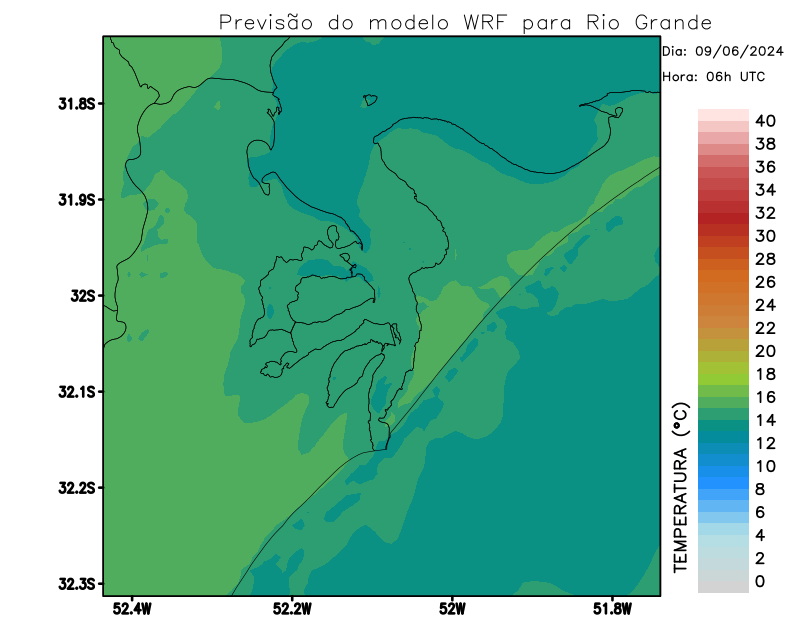 Previsão do modelo WRF para Rio Grande
Dia: 09/06/2024
Hora: 06h UTC
31.8S
31.9S
32S
32.1S
32.2S
32.3S
52.4W
52.2W
52W
51.8W
TEMPERATURA (°C)
40
38
36
34
32
30
28
26
24
22
20
18
16
14
12
10
8
6
4
2
0